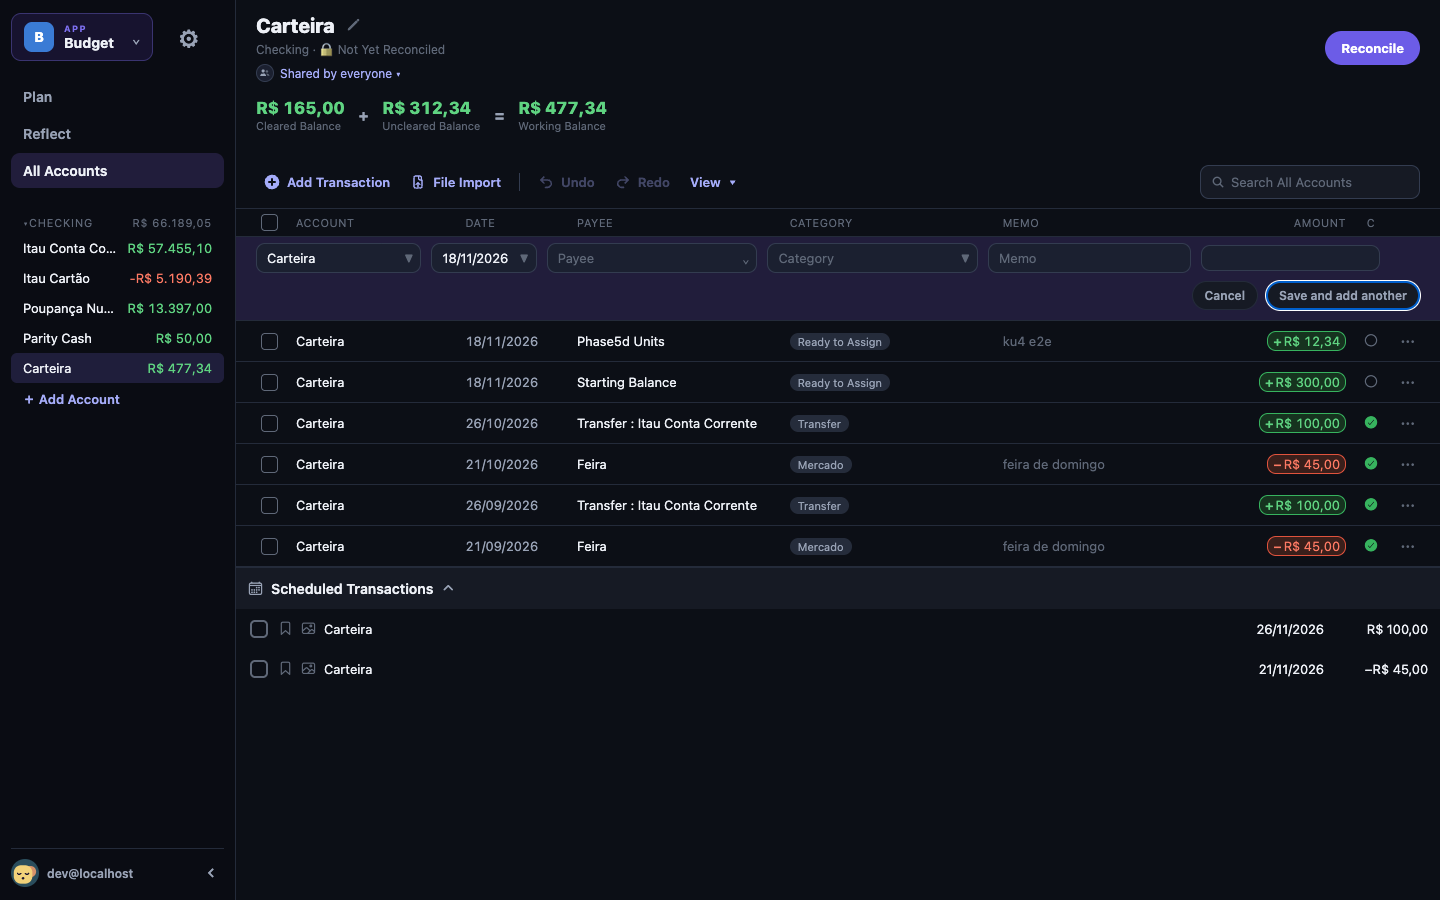 B
APP
Budget
Plan
Reflect
All Accounts
CHECKING R$ 66.189,05
Itau Conta Co... R$ 57.455,10
Itau Cartão -R$ 5.190,39
Poupança Nu... R$ 13.397,00
Parity Cash R$ 50,00
Carteira R$ 477,34
+ Add Account
dev@localhost
Carteira
Checking · Not Yet Reconciled
Shared by everyone
Reconcile
R$ 165,00 + R$ 312,34 = R$ 477,34
Cleared Balance Uncleared Balance Working Balance
Add Transaction File Import Undo Redo View Search All Accounts
ACCOUNT DATE PAYEE CATEGORY MEMO AMOUNT C
Carteira 18/11/2026 Payee Category Memo
Cancel Save and add another
Carteira 18/11/2026 Phase5d Units Ready to Assign ku4 e2e +R$ 12,34
Carteira 18/11/2026 Starting Balance Ready to Assign +R$ 300,00
Carteira 26/10/2026 Transfer : Itau Conta Corrente Transfer +R$ 100,00
Carteira 21/10/2026 Feira Mercado feira de domingo −R$ 45,00
Carteira 26/09/2026 Transfer : Itau Conta Corrente Transfer +R$ 100,00
Carteira 21/09/2026 Feira Mercado feira de domingo −R$ 45,00
Scheduled Transactions
Carteira 26/11/2026 R$ 100,00
Carteira 21/11/2026 −R$ 45,00